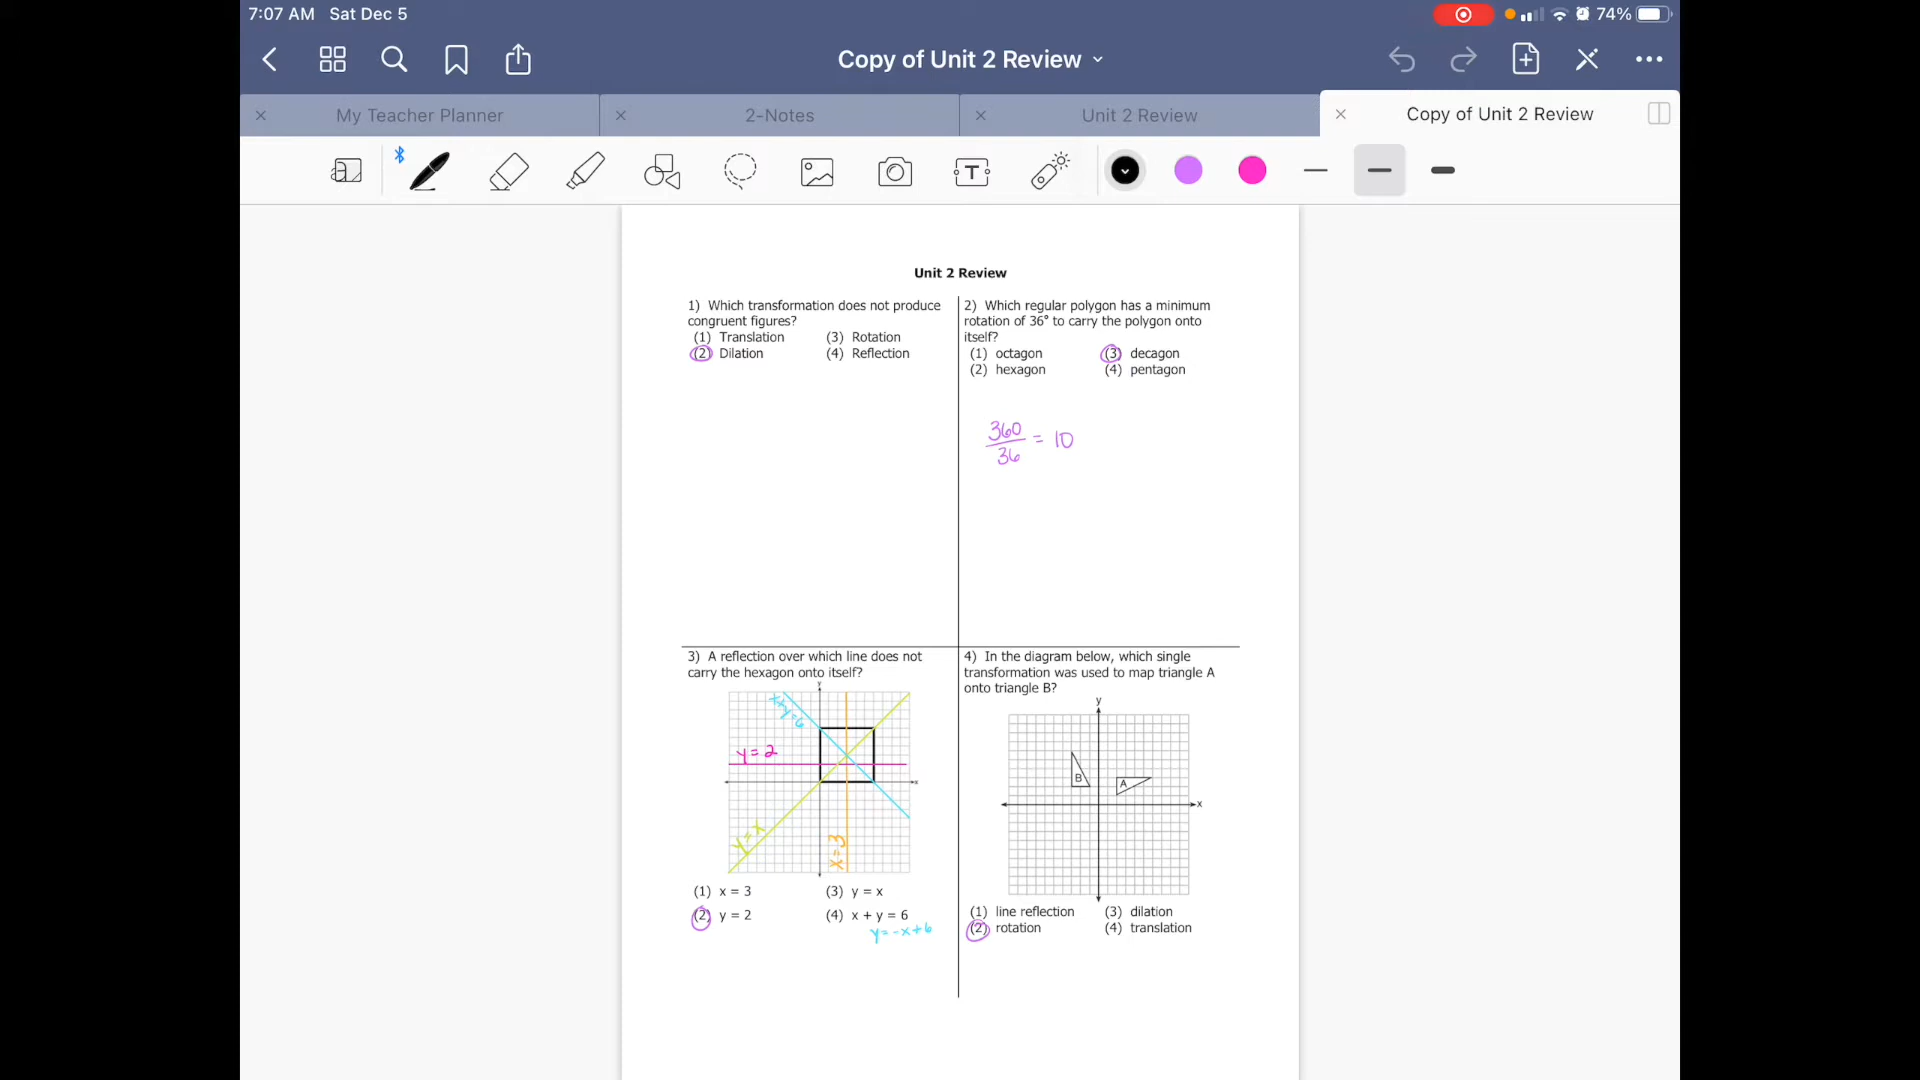 7:07 AM Sat Dec 5
74%
Copy of Unit 2 Review
My Teacher Planner
2-Notes
Unit 2 Review
Copy of Unit 2 Review
Unit 2 Review
1) Which transformation does not produce
congruent figures?
(1) Translation (3) Rotation
(2) Dilation (4) Reflection
2) Which regular polygon has a minimum
rotation of 36° to carry the polygon onto
itself?
(1) octagon (3) decagon
(2) hexagon (4) pentagon
360/36 = 10
3) A reflection over which line does not
carry the hexagon onto itself?
y
x+y=6
y=2
x
y=x
x=3
(1) x = 3 (3) y = x
(2) y = 2 (4) x + y = 6
y=-x+6
4) In the diagram below, which single
transformation was used to map triangle A
onto triangle B?
y
B
A
x
(1) line reflection (3) dilation
(2) rotation (4) translation